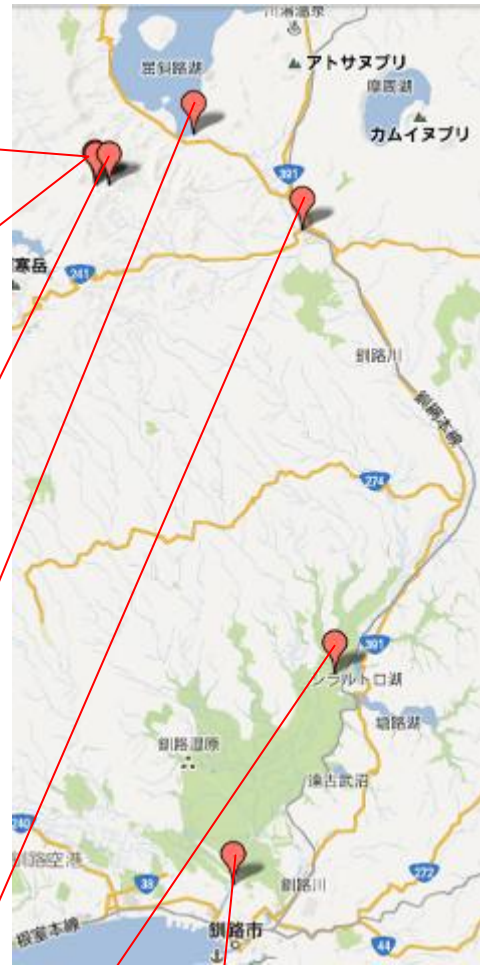 川湯温泉
屈斜路湖
アトサヌプリ
摩周湖
カムイヌプリ
391
寒岳
241
釧路川
釧網本線
274
391
シラルトロ湖
塘路湖
釧路湿原
達古武沼
240
釧路空港
38
釧路川
272
根室本線
釧路市
44